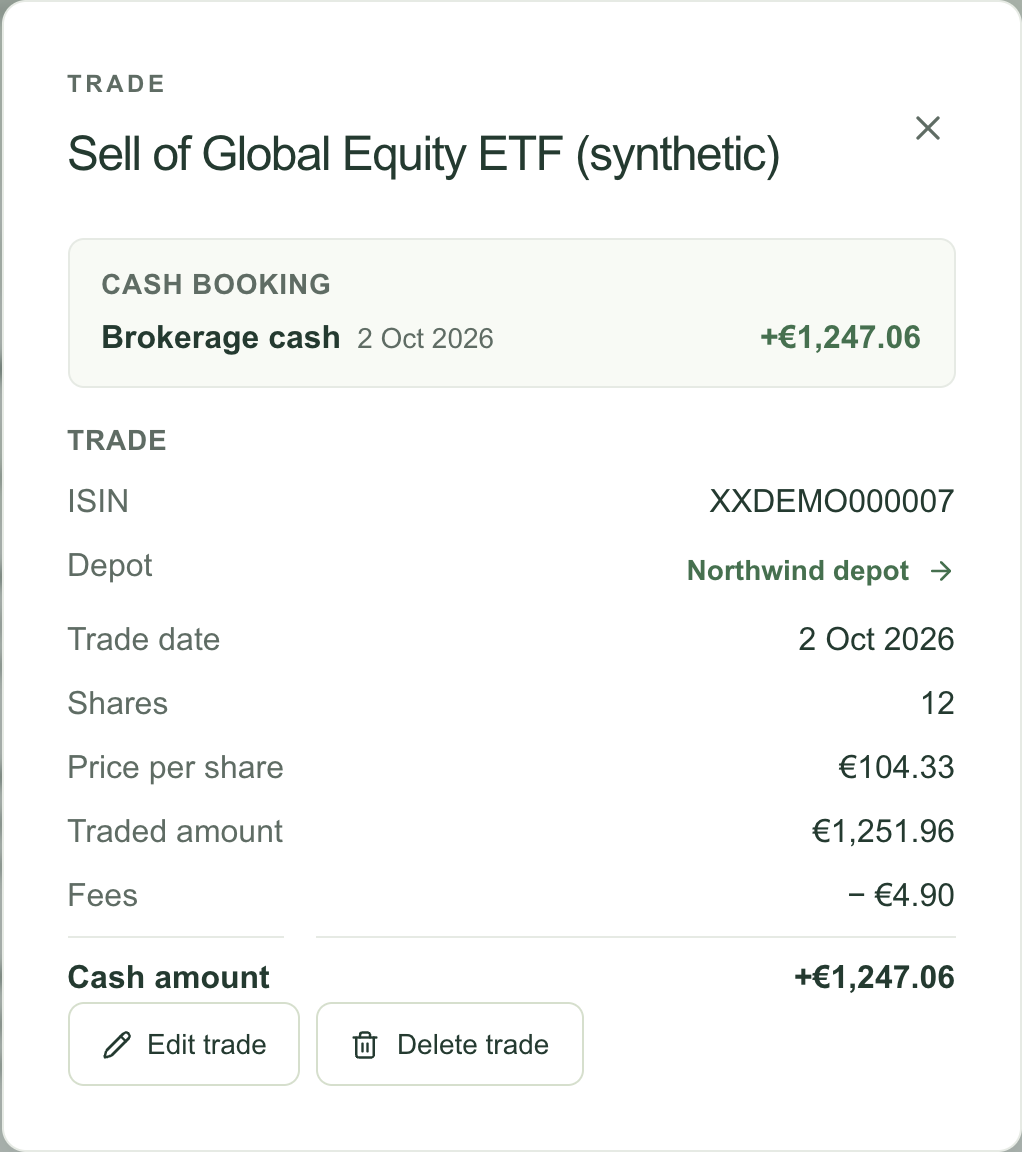 TRADE
Sell of Global Equity ETF (synthetic)
CASH BOOKING
Brokerage cash 2 Oct 2026 +€1,247.06
TRADE
ISIN XXDEMO000007
Depot Northwind depot →
Trade date 2 Oct 2026
Shares 12
Price per share €104.33
Traded amount €1,251.96
Fees − €4.90
Cash amount +€1,247.06
Edit trade Delete trade